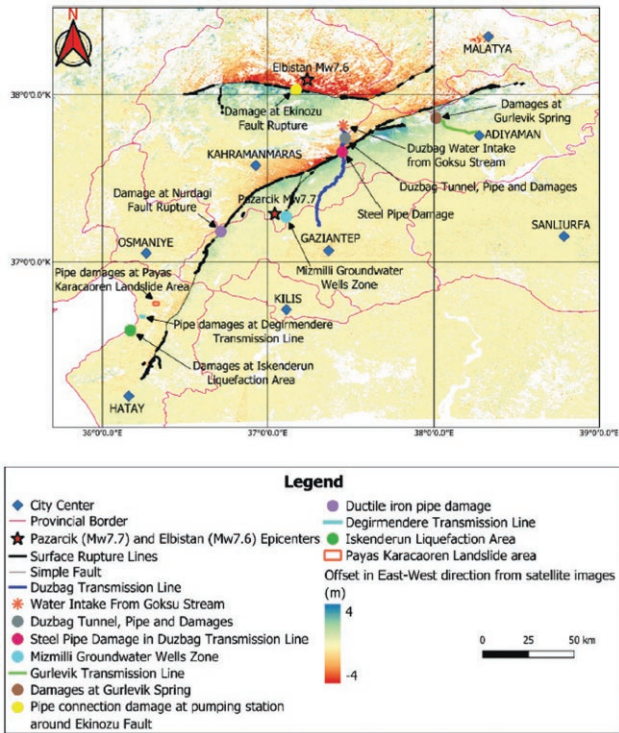 N
MALATYA
Elbistan Mw7.6
38°0'0.0"N
Damage at Ekinozu
Fault Rupture
Damages at
Gurlevik Spring
ADIYAMAN
Duzbag Water Intake
from Goksu Stream
KAHRAMANMARAS
Duzbag Tunnel, Pipe and Damages
Damage at Nurdagi
Fault Rupture
Pazarcik Mw7.7
Steel Pipe Damage
SANLIURFA
OSMANIYE
GAZIANTEP
37°0'0.0"N
Mizmilli Groundwater
Wells Zone
Pipe damages at Payas
Karacaoren Landslide Area
KILIS
Pipe damages at Degirmendere
Transmission Line
Damages at Iskenderun
Liquefaction Area
HATAY
36°0'0.0"E
37°0'0.0"E
38°0'0.0"E
39°0'0.0"E
Legend
City Center
Provincial Border
Pazarcik (Mw7.7) and Elbistan (Mw7.6) Epicenters
Surface Rupture Lines
Simple Fault
Duzbag Transmission Line
Water Intake From Goksu Stream
Duzbag Tunnel, Pipe and Damages
Steel Pipe Damage in Duzbag Transmission Line
Mizmilli Groundwater Wells Zone
Gurlevik Transmission Line
Damages at Gurlevik Spring
Pipe connection damage at pumping station
around Ekinozu Fault
Ductile iron pipe damage
Degirmendere Transmission Line
Iskenderun Liquefaction Area
Payas Karacaoren Landslide area
Offset in East-West direction from satellite images
(m)
4
-4
0 25 50 km